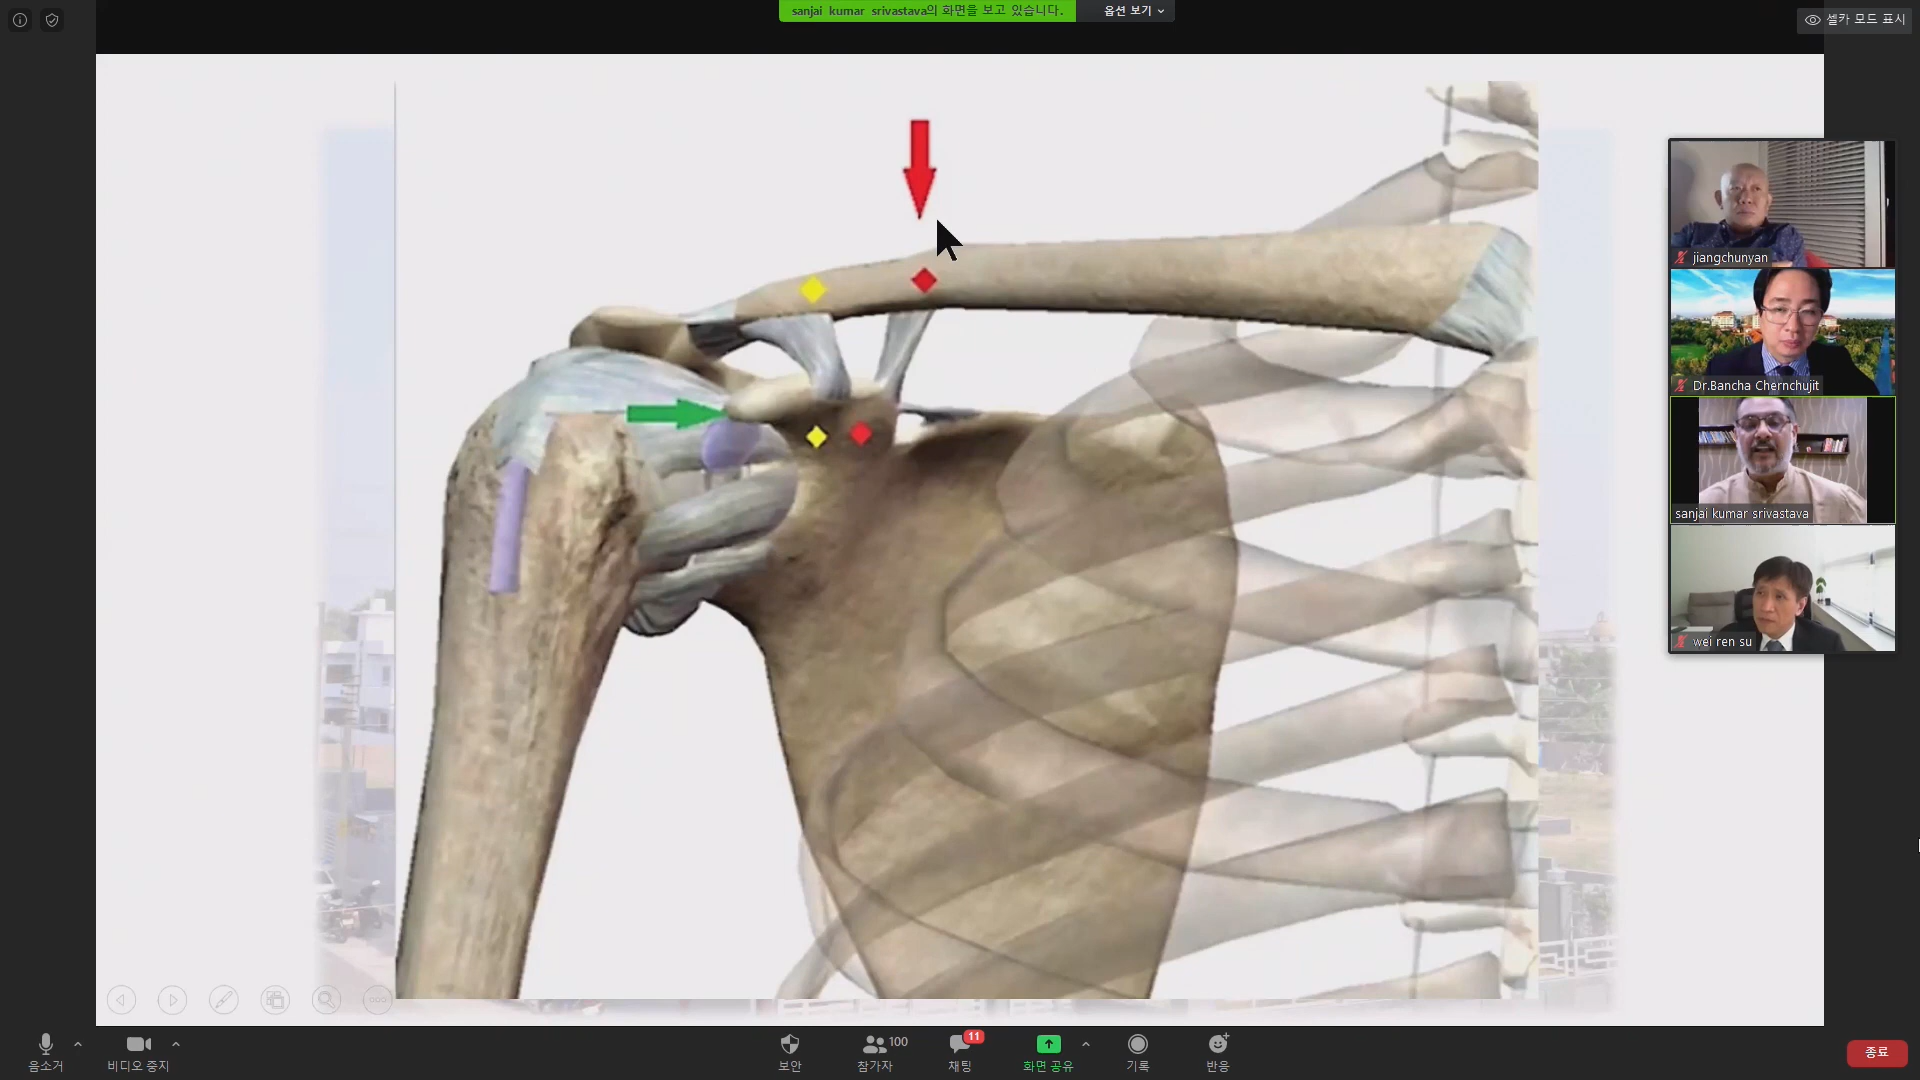 sanjai kumar srivastava의 화면을 보고 있습니다.
옵션 보기
셀카 모드 표시
jiangchunyan
Dr.Bancha Chernchujit
sanjai kumar srivastava
wei ren su
음소거
비디오 중지
보안
100
참가자
11
채팅
화면 공유
기록
반응
종료